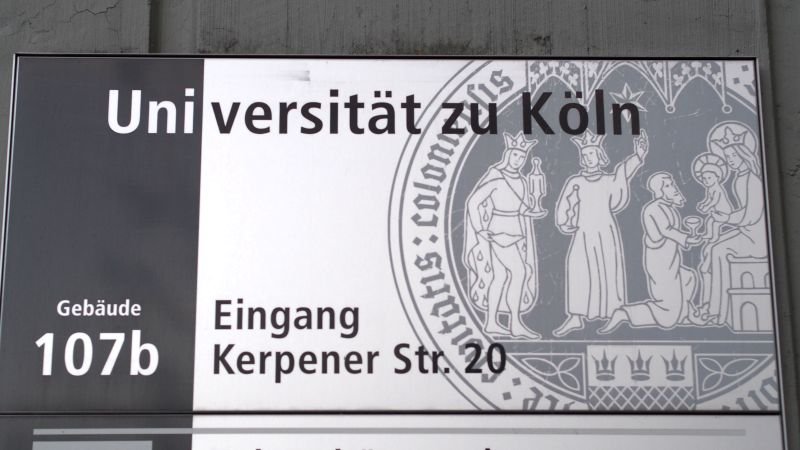 Universität zu Köln
Gebäude
107b
Eingang
Kerpener Str. 20